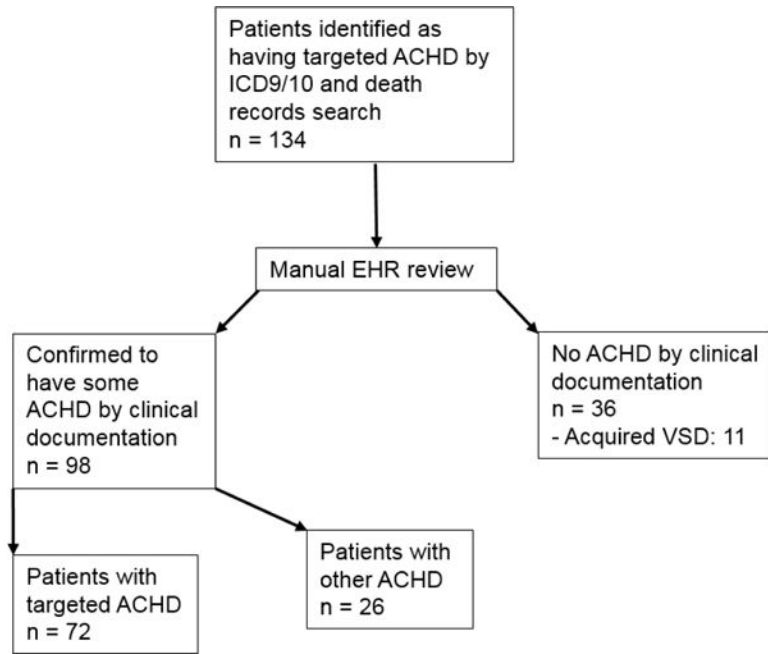 Patients identified as
having targeted ACHD by
ICD9/10 and death
records search
n = 134
Manual EHR review
Confirmed to
have some
ACHD by clinical
documentation
n = 98
No ACHD by clinical
documentation
n = 36
- Acquired VSD: 11
Patients with
targeted ACHD
n = 72
Patients with
other ACHD
n = 26